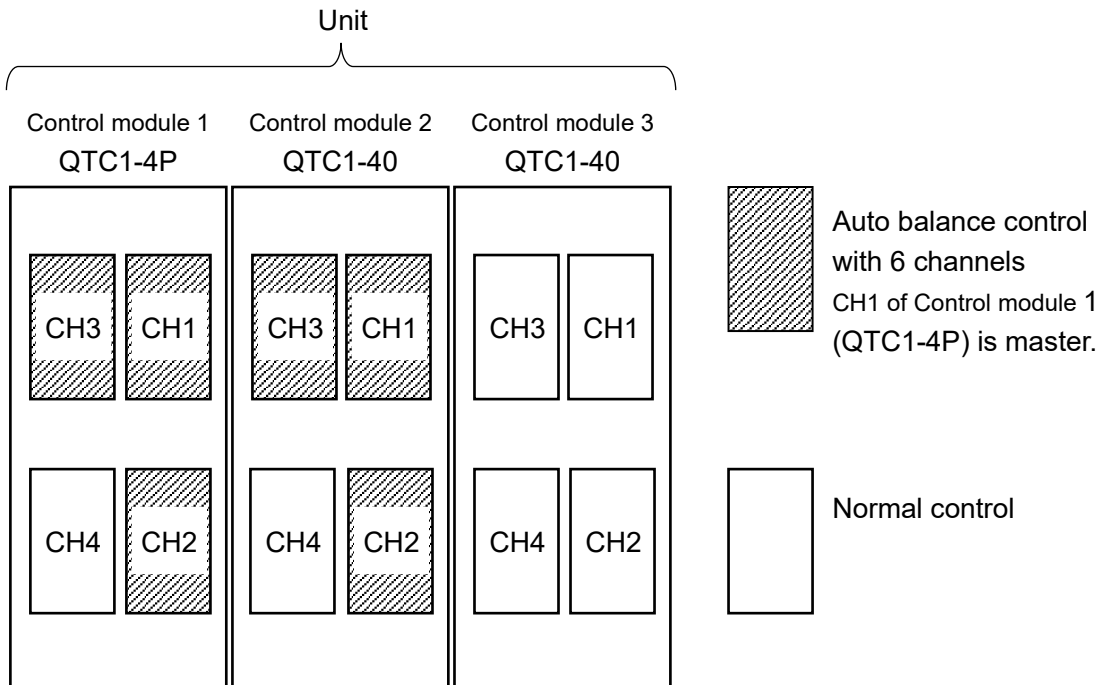 Unit
Control module 1
QTC1-4P
Control module 2
QTC1-40
Control module 3
QTC1-40
CH3
CH1
CH3
CH1
CH3
CH1
CH4
CH2
CH4
CH2
CH4
CH2
Auto balance control
with 6 channels
CH1 of Control module 1
(QTC1-4P) is master.
Normal control